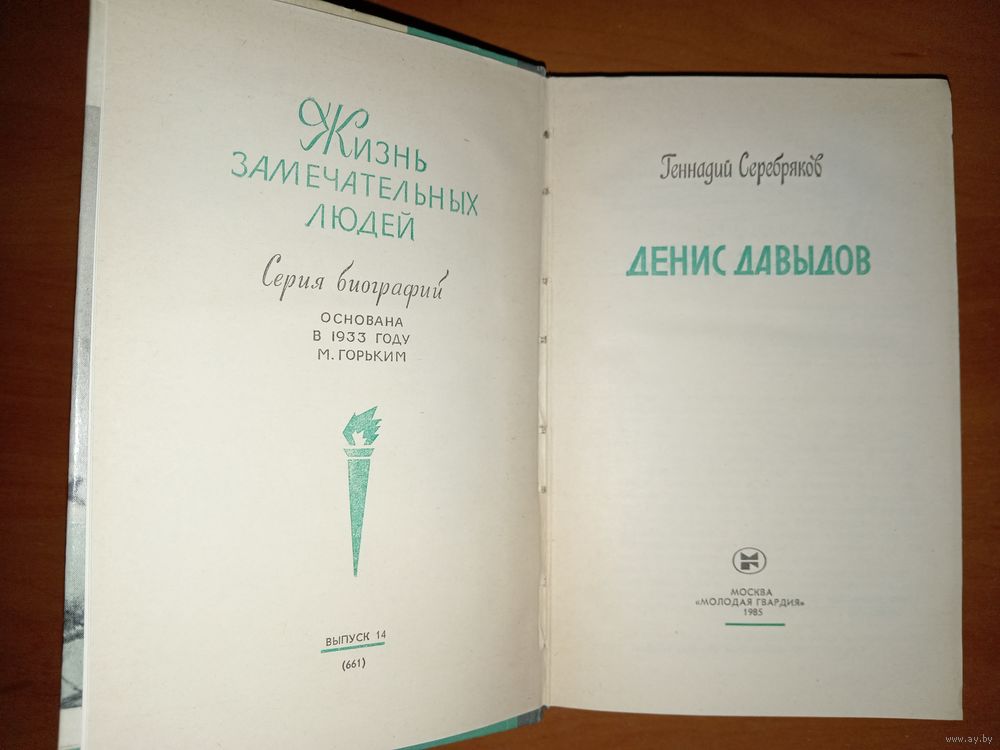 Жизнь
ЗАМЕЧАТЕЛЬНЫХ
ЛЮДЕЙ
Серия биографий
ОСНОВАНА
В 1933 ГОДУ
М. ГОРЬКИМ
ВЫПУСК 14
(661)
Геннадий Серебряков
ДЕНИС ДАВЫДОВ
МОСКВА
«МОЛОДАЯ ГВАРДИЯ»
1985
www.ay.by